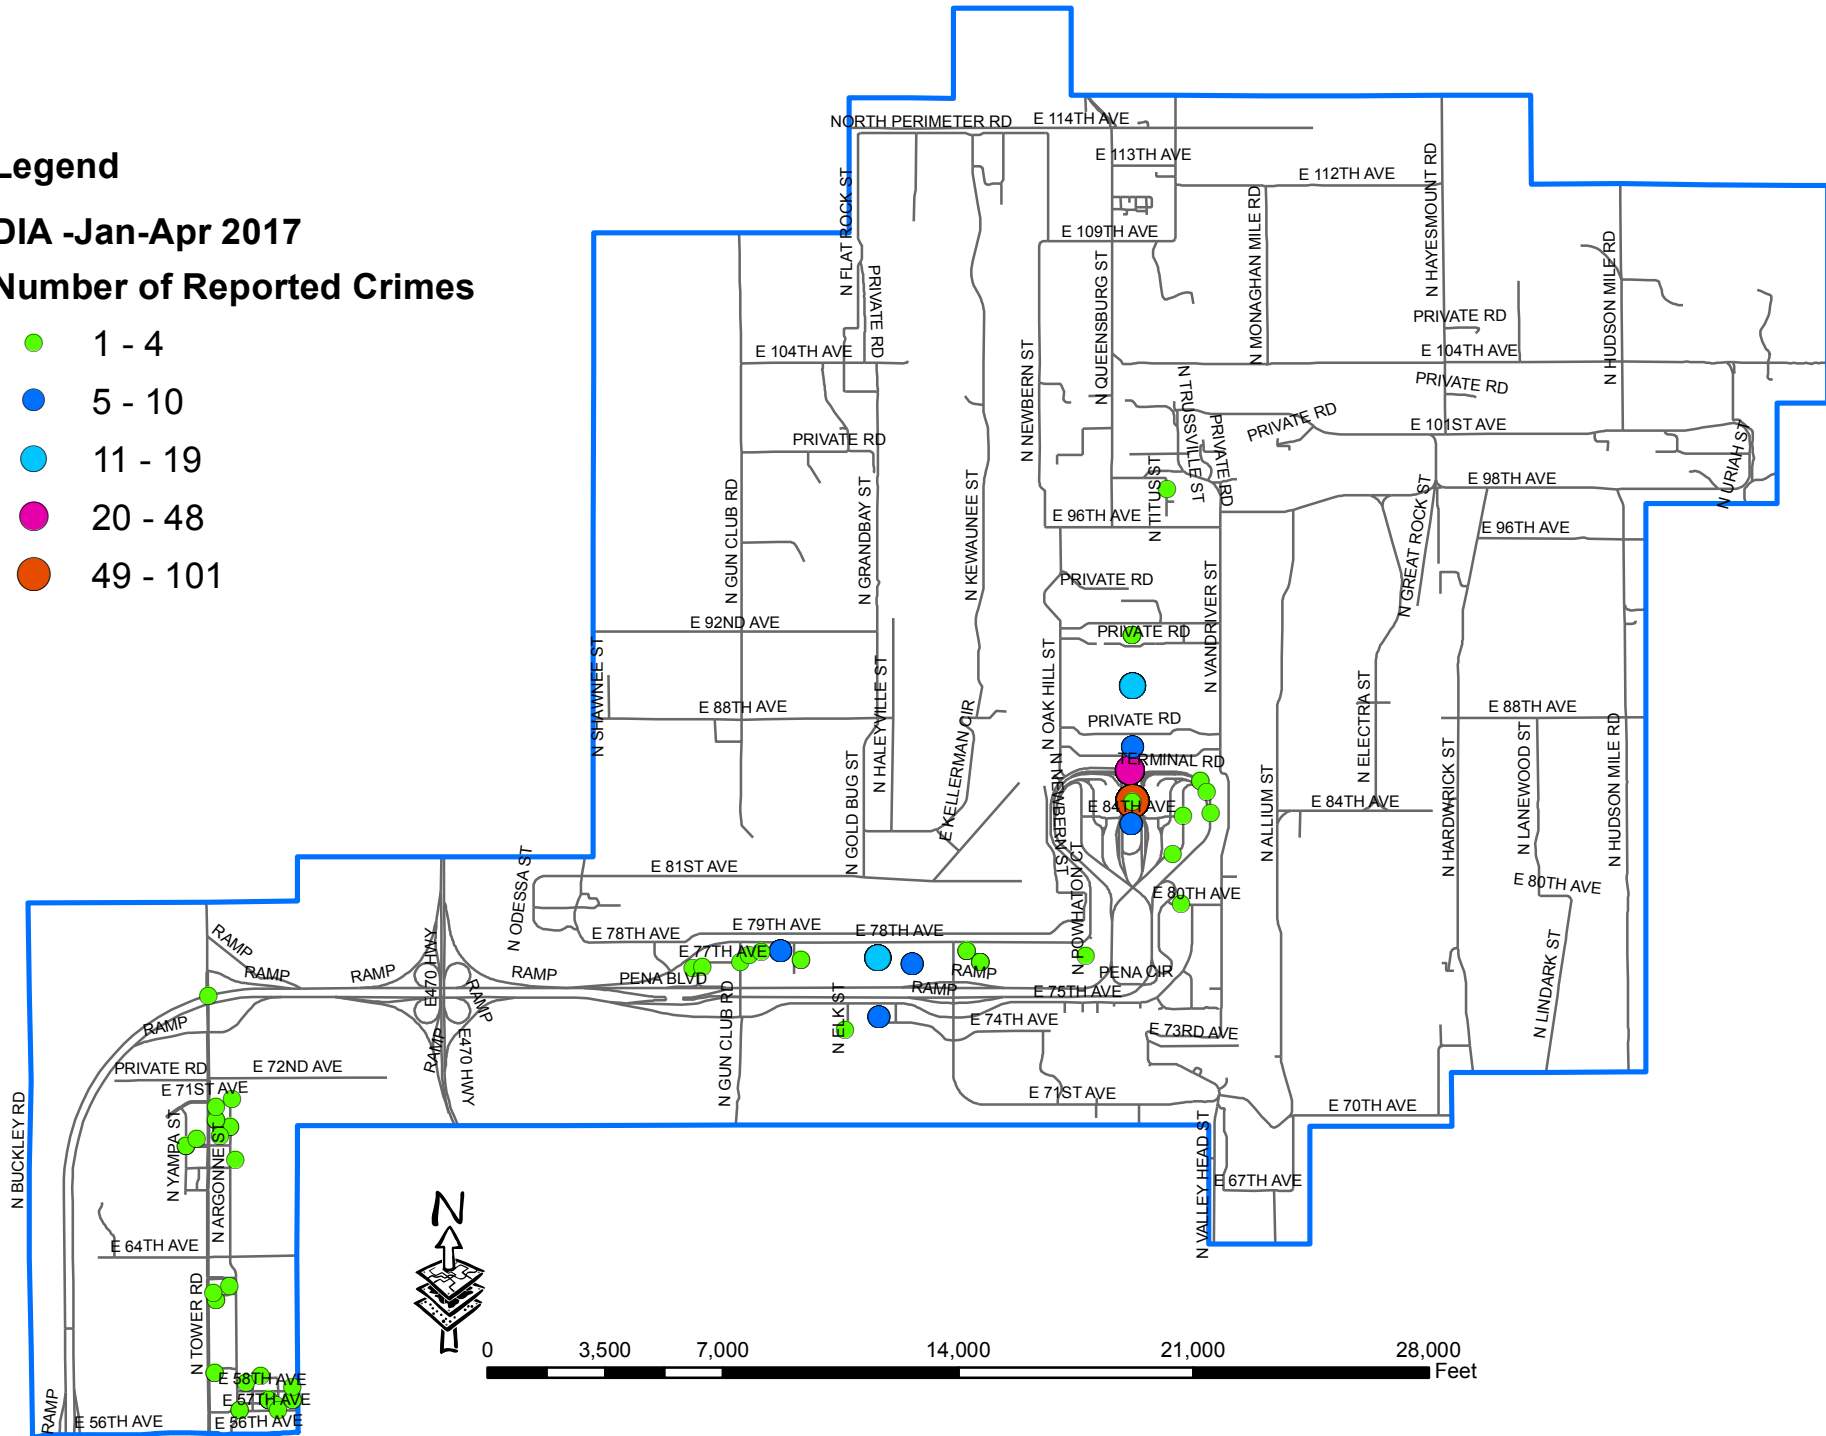 Legend
DIA -Jan-Apr 2017
Number of Reported Crimes
1 - 4
5 - 10
11 - 19
20 - 48
49 - 101
NORTH PERIMETER RD
E 114TH AVE
E 113TH AVE
E 112TH AVE
N FLAT ROCK ST
PRIVATE RD
N MONAGHAN MILE RD
N HAYESMOUNT RD
N HUDSON MILE RD
E 109TH AVE
N QUEENSBURG ST
N NEWBERN ST
PRIVATE RD
E 104TH AVE
E 104TH AVE
PRIVATE RD
N TRUSSVILLE ST
PRIVATE RD
PRIVATE RD
E 101ST AVE
N URIAH ST
PRIVATE RD
N GUN CLUB RD
N GRANDBAY ST
N KEWAUNEE ST
N TITUS ST
E 98TH AVE
E 96TH AVE
E 96TH AVE
N GREAT ROCK ST
PRIVATE RD
N VANDRIVER ST
E 92ND AVE
PRIVATE RD
N SHAWNEE ST
N HALEYVILLE ST
N OAK HILL ST
E 88TH AVE
E 88TH AVE
PRIVATE RD
N ELECTRA ST
N LANEWOOD ST
N HUDSON MILE RD
N HARDWRICK ST
N GOLD BUG ST
E KELLERMAN CIR
N NEWBERN ST
TERMINAL RD
E 84TH AVE
E 84TH AVE
N ALLIUM ST
E 81ST AVE
N ODESSA ST
N POWHATON CT
E 80TH AVE
E 80TH AVE
N LINDARK ST
E 79TH AVE
E 78TH AVE
E 78TH AVE
E 77TH AVE
RAMP
RAMP
RAMP
E470 HWY
RAMP
RAMP
PENA BLVD
RAMP
RAMP
PENA CIR
E 75TH AVE
E 74TH AVE
E 73RD AVE
N ELK ST
N GUN CLUB RD
RAMP
RAMP
E470 HWY
PRIVATE RD
E 72ND AVE
E 71ST AVE
E 71ST AVE
E 70TH AVE
N BUCKLEY RD
N YAMPA ST
N ARGONNE ST
N VALLEY HEAD ST
E 67TH AVE
E 64TH AVE
N TOWER RD
N
0
3,500
7,000
14,000
21,000
28,000
Feet
E 58TH AVE
E 57TH AVE
RAMP
E 56TH AVE
E 56TH AVE